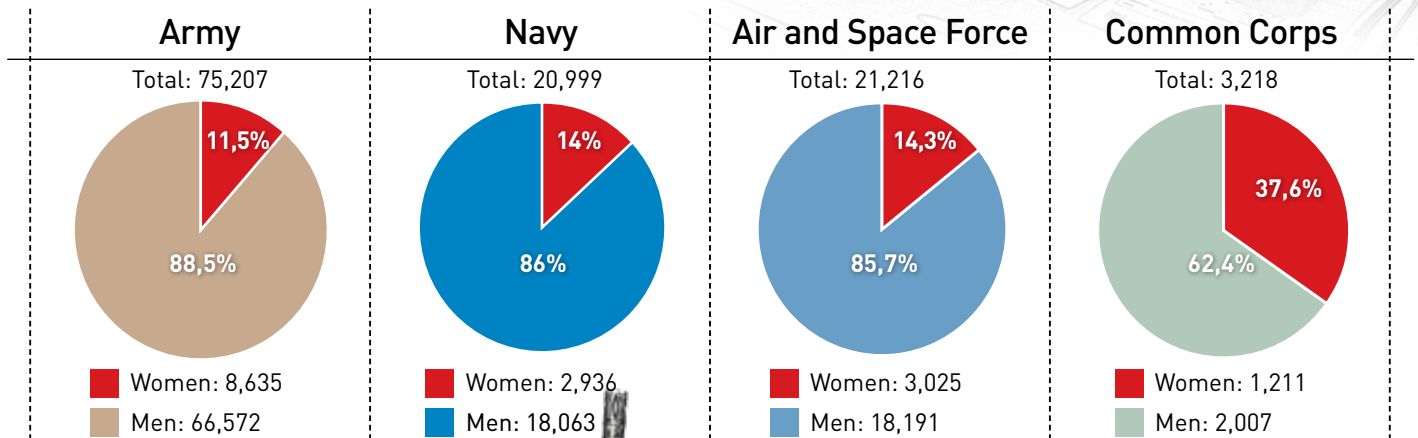 Army
Total: 75,207
11,5%
88,5%
Women: 8,635
Men: 66,572
Navy
Total: 20,999
14%
86%
Women: 2,936
Men: 18,063
Air and Space Force
Total: 21,216
14,3%
85,7%
Women: 3,025
Men: 18,191
Common Corps
Total: 3,218
37,6%
62,4%
Women: 1,211
Men: 2,007